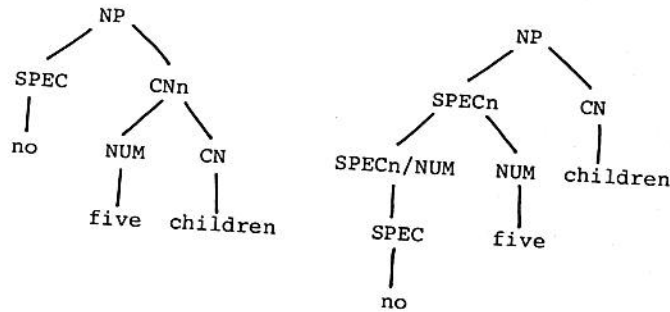 NP
SPEC CNn
no NUM CN
five children
NP
SPECn CN
SPECn/NUM NUM children
SPEC five
no